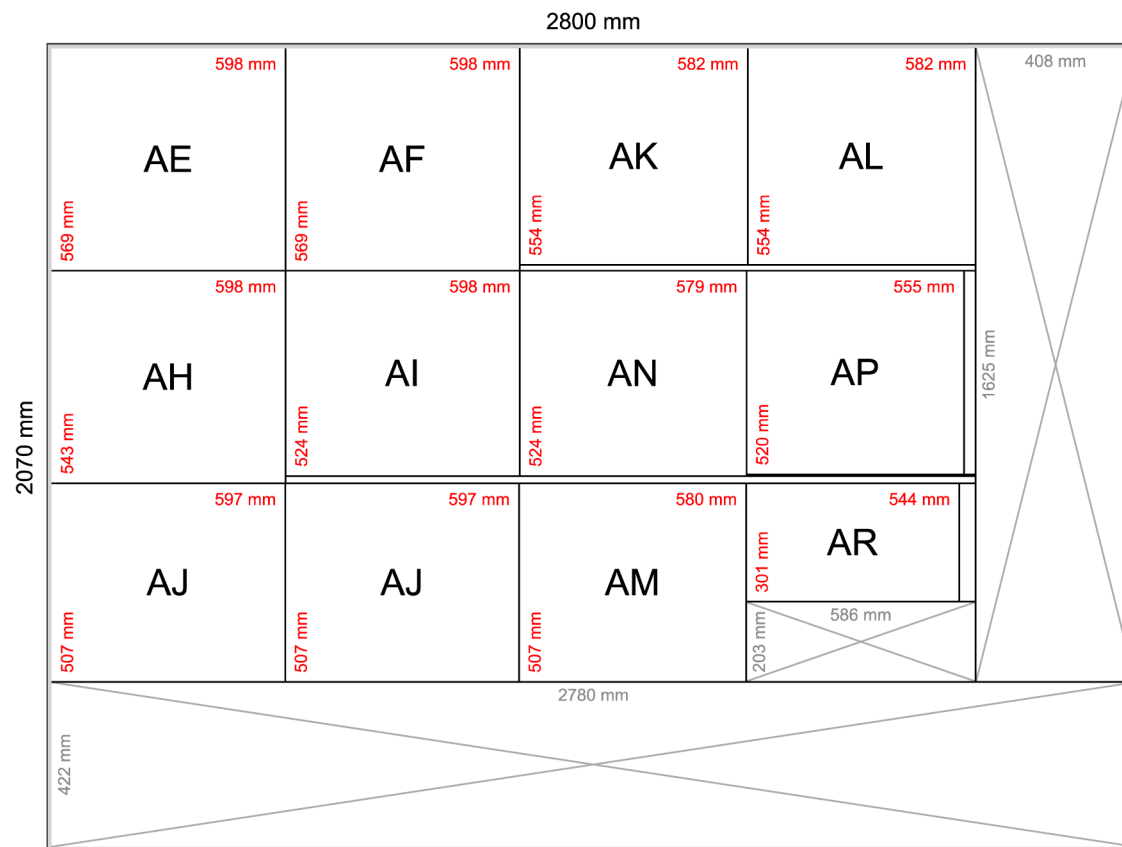 2800 mm
2070 mm
598 mm
AE
569 mm
598 mm
AF
569 mm
582 mm
AK
554 mm
582 mm
AL
554 mm
408 mm
1625 mm
598 mm
AH
543 mm
598 mm
AI
524 mm
579 mm
AN
524 mm
555 mm
AP
520 mm
597 mm
AJ
507 mm
597 mm
AJ
507 mm
580 mm
AM
507 mm
544 mm
AR
301 mm
586 mm
203 mm
2780 mm
422 mm